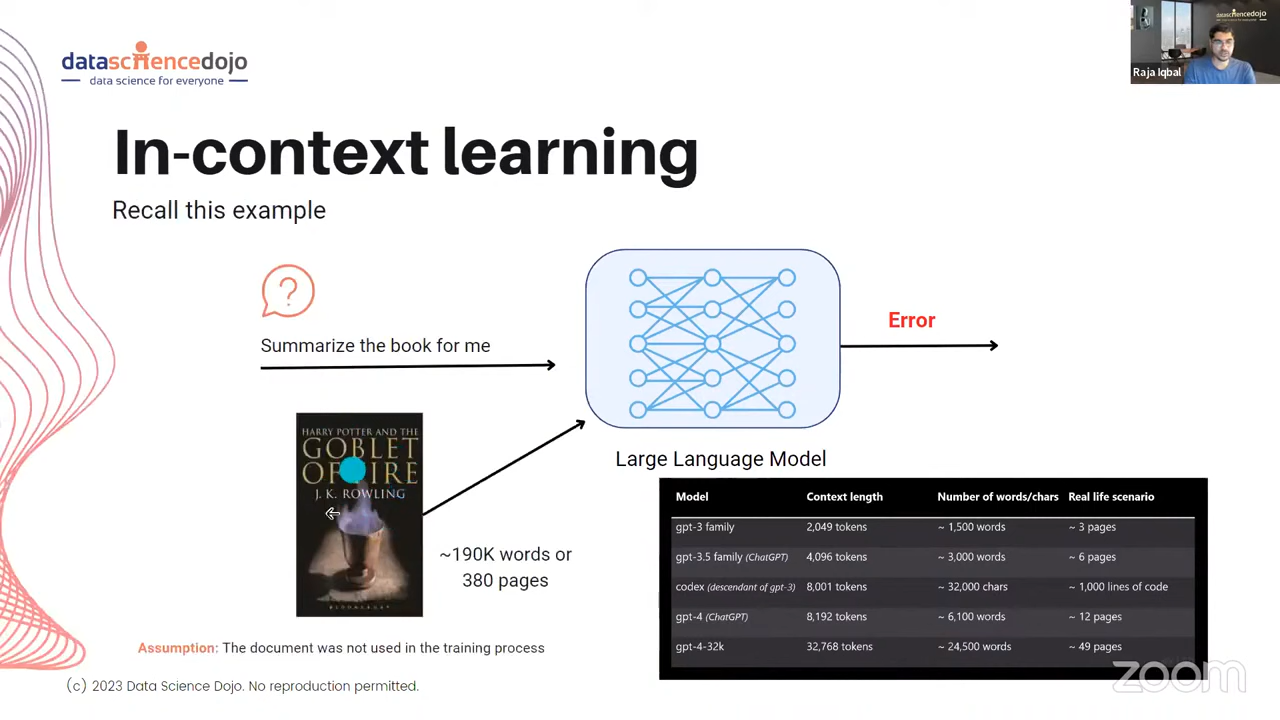 datasciencedojo
data science for everyone
datasciencedojo
Raja Iqbal
In-context learning
Recall this example
?
Summarize the book for me
Error
HARRY POTTER AND THE
GOBLET
OF FIRE
J. K. ROWLING
BLOOMSBURY
~190K words or
380 pages
Large Language Model
Model Context length Number of words/chars Real life scenario
gpt-3 family 2,049 tokens ~ 1,500 words ~ 3 pages
gpt-3.5 family (ChatGPT) 4,096 tokens ~ 3,000 words ~ 6 pages
codex (descendant of gpt-3) 8,001 tokens ~ 32,000 chars ~ 1,000 lines of code
gpt-4 (ChatGPT) 8,192 tokens ~ 6,100 words ~ 12 pages
gpt-4-32k 32,768 tokens ~ 24,500 words ~ 49 pages
Assumption: The document was not used in the training process
(c) 2023 Data Science Dojo. No reproduction permitted.
zoom